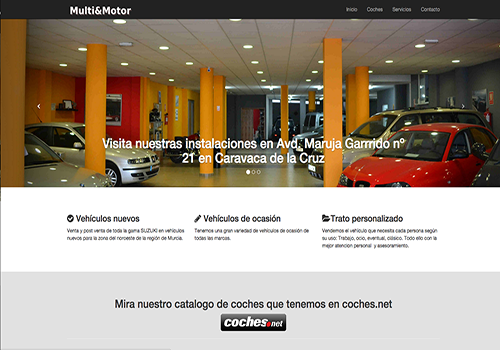 Multi&Motor
Inicio Coches Servicios Contacto
Visita nuestras instalaciones en Avd. Maruja Garrrido nº
21 en Caravaca de la Cruz
Vehículos nuevos
Venta y post venta de toda la gama SUZUKI en vehículos
nuevos para la zona del noroeste de la región de Murcia.
Vehículos de ocasión
Tenemos una gran variedad de vehículos de ocasión de
todas las marcas.
Trato personalizado
Vendemos el vehículo que necesita cada persona según
su uso: Trabajo, ocio, eventual, clásico. Todo ello con la
mejor atencion personal y asesoramiento.
Mira nuestro catalogo de coches que tenemos en coches.net
coches.net